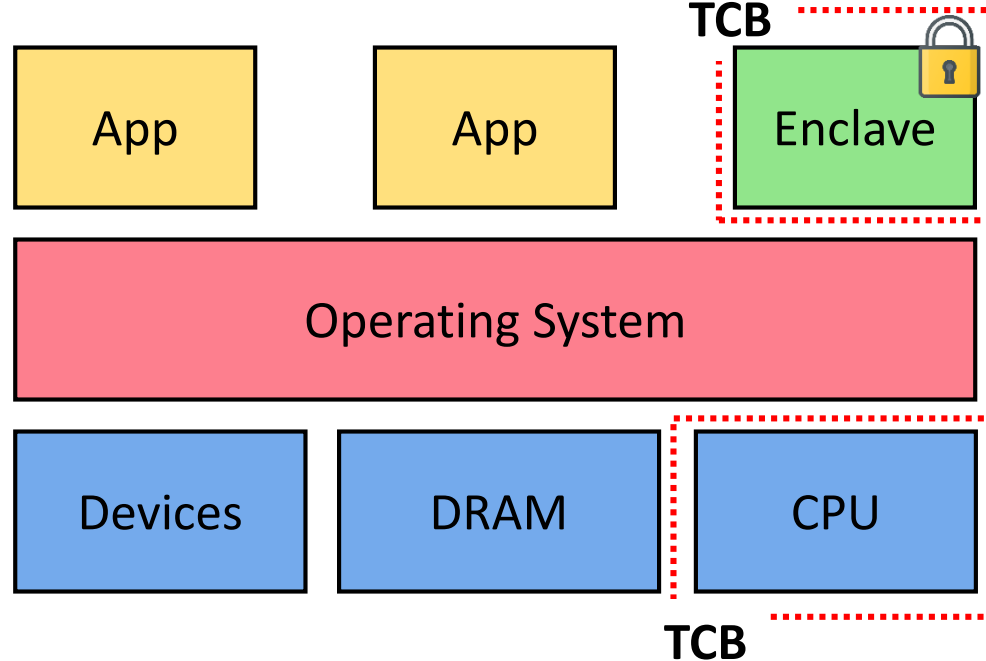 TCB
App
App
Enclave
Operating System
Devices
DRAM
CPU
TCB